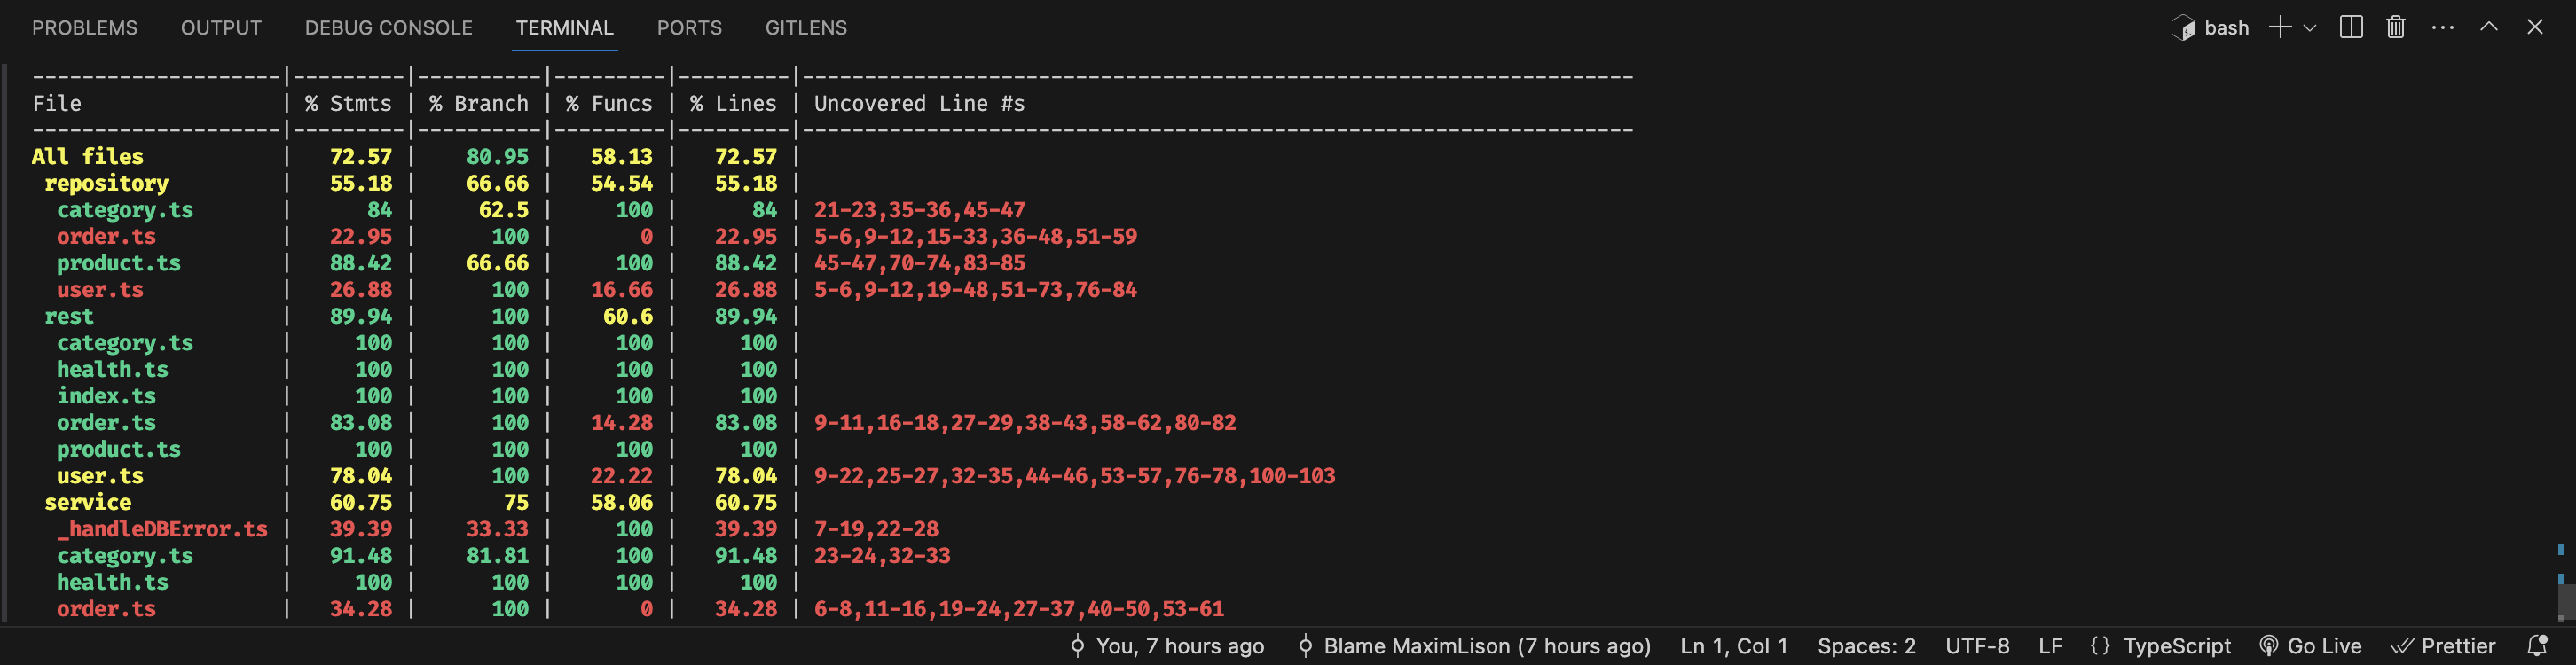 PROBLEMS OUTPUT DEBUG CONSOLE TERMINAL PORTS GITLENS bash
--------------------|---------|----------|---------|---------|-------------------------------------------------------------------
File                | % Stmts | % Branch | % Funcs | % Lines | Uncovered Line #s
--------------------|---------|----------|---------|---------|-------------------------------------------------------------------
All files           |   72.57 |    80.95 |   58.13 |   72.57 |
 repository         |   55.18 |    66.66 |   54.54 |   55.18 |
  category.ts       |      84 |     62.5 |     100 |      84 | 21-23,35-36,45-47
  order.ts          |   22.95 |      100 |       0 |   22.95 | 5-6,9-12,15-33,36-48,51-59
  product.ts        |   88.42 |    66.66 |     100 |   88.42 | 45-47,70-74,83-85
  user.ts           |   26.88 |      100 |   16.66 |   26.88 | 5-6,9-12,19-48,51-73,76-84
 rest               |   89.94 |      100 |    60.6 |   89.94 |
  category.ts       |     100 |      100 |     100 |     100 |
  health.ts         |     100 |      100 |     100 |     100 |
  index.ts          |     100 |      100 |     100 |     100 |
  order.ts          |   83.08 |      100 |   14.28 |   83.08 | 9-11,16-18,27-29,38-43,58-62,80-82
  product.ts        |     100 |      100 |     100 |     100 |
  user.ts           |   78.04 |      100 |   22.22 |   78.04 | 9-22,25-27,32-35,44-46,53-57,76-78,100-103
 service            |   60.75 |       75 |   58.06 |   60.75 |
  _handleDBError.ts |   39.39 |    33.33 |     100 |   39.39 | 7-19,22-28
  category.ts       |   91.48 |    81.81 |     100 |   91.48 | 23-24,32-33
  health.ts         |     100 |      100 |     100 |     100 |
  order.ts          |   34.28 |      100 |       0 |   34.28 | 6-8,11-16,19-24,27-37,40-50,53-61
You, 7 hours ago Blame MaximLison (7 hours ago) Ln 1, Col 1 Spaces: 2 UTF-8 LF {} TypeScript Go Live Prettier